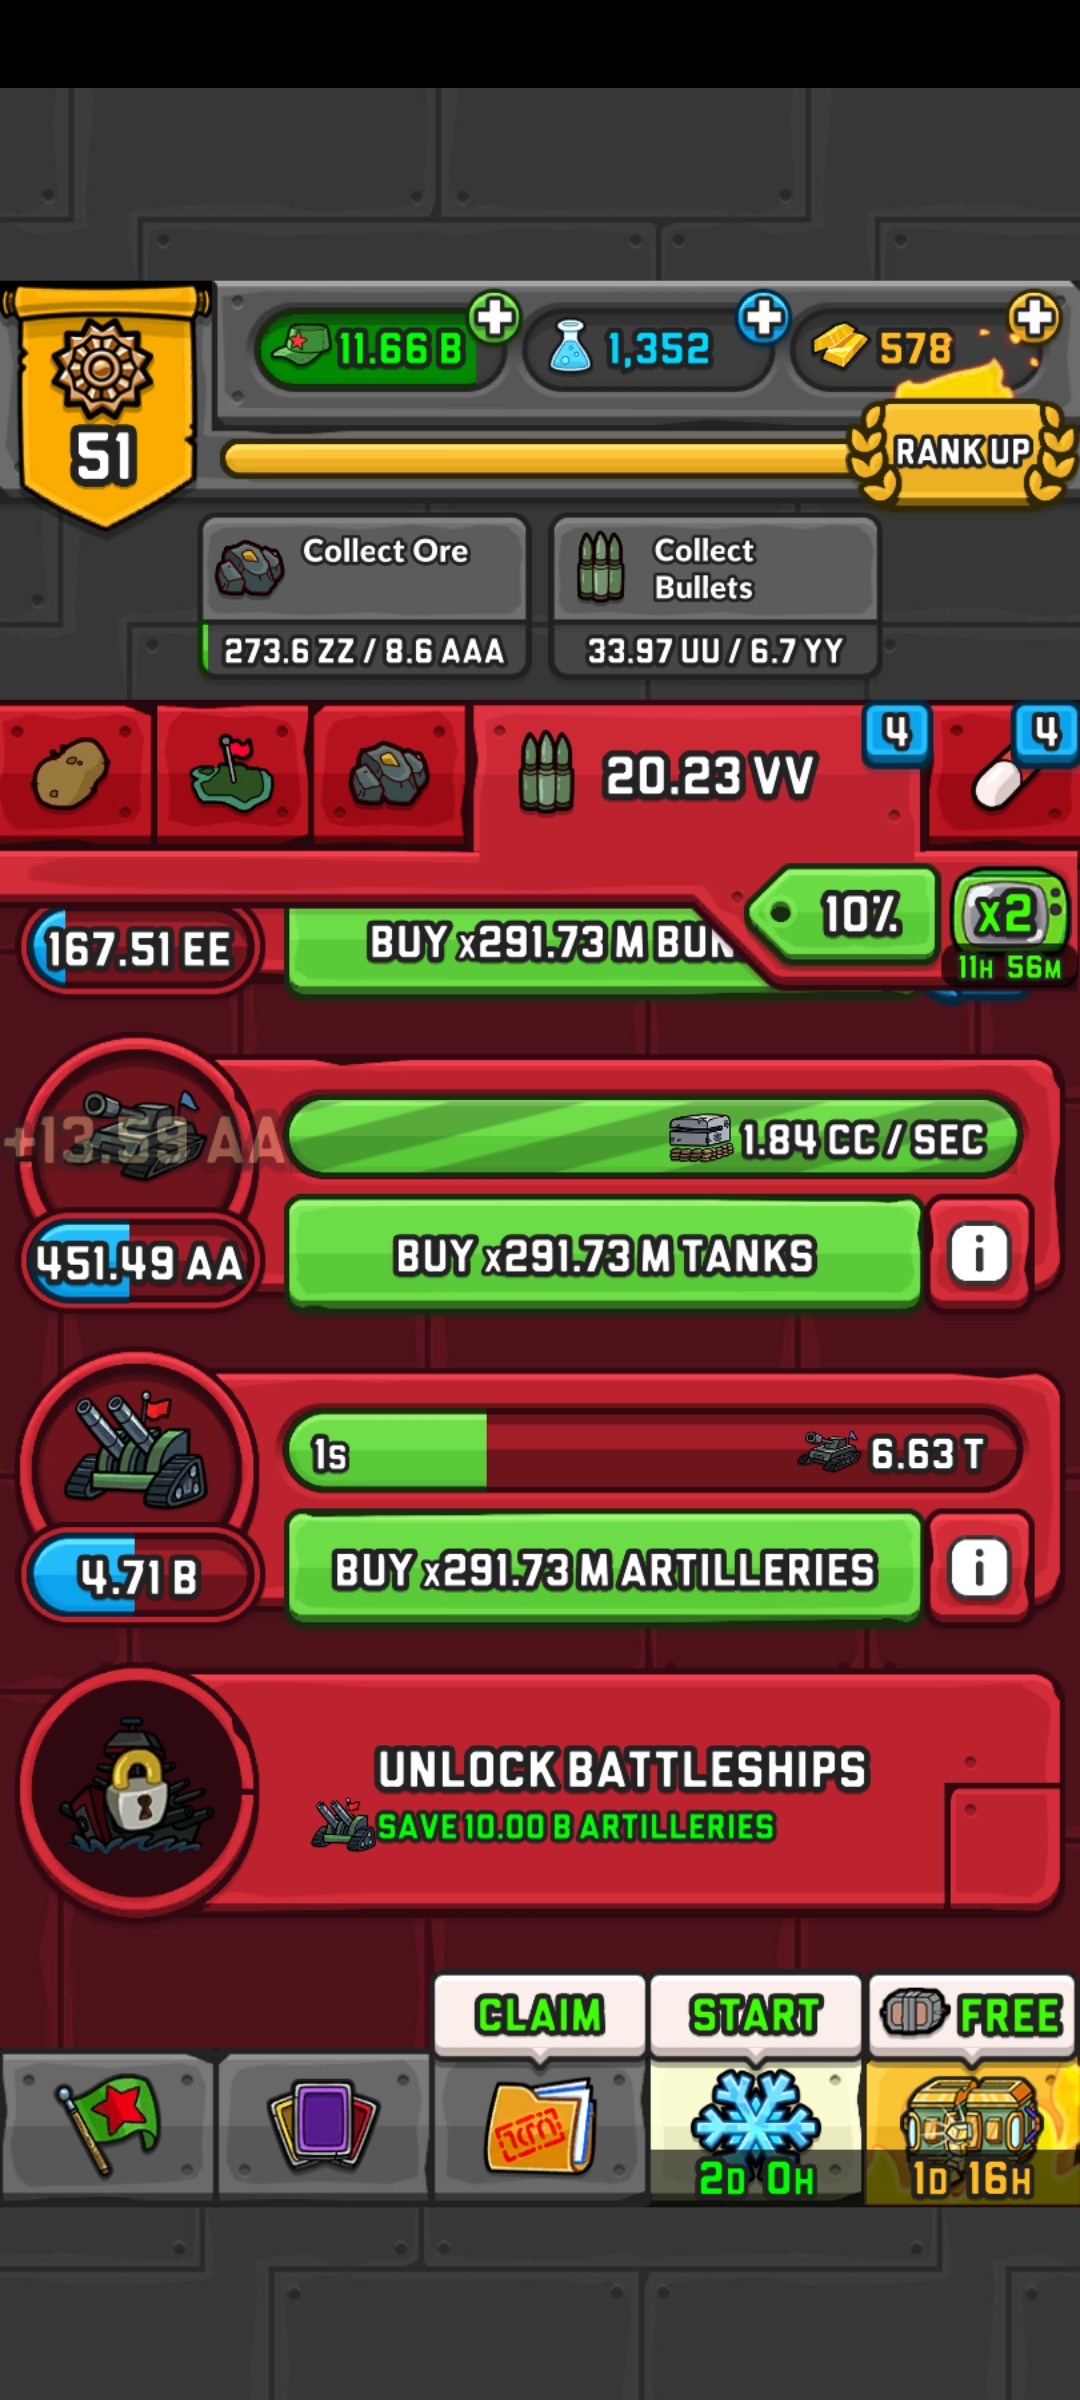 11.66 B
1,352
578
51
RANK UP
Collect Ore
273.6 ZZ / 8.6 AAA
Collect
Bullets
33.97 UU / 6.7 YY
20.23 VV
4
4
10%
x2
11H 56M
167.51 EE
BUY x291.73 M BUN
+13.59 AA
1.84 CC / SEC
451.49 AA
BUY x291.73 M TANKS
i
1s
6.63 T
4.71 B
BUY x291.73 M ARTILLERIES
i
UNLOCK BATTLESHIPS
SAVE 10.00 B ARTILLERIES
CLAIM
START
FREE
2D 0H
1D 16H